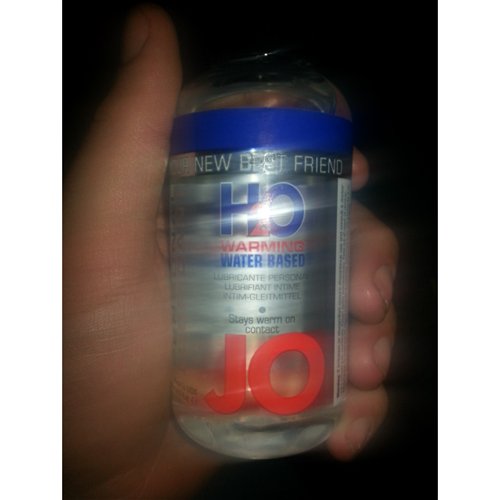 NEW BEST FRIEND
H2O
WARMING
WATER BASED
LUBRICANTE PERSONAL
LUBRIFIANT INTIME
INTIM-GLEITMITTEL
Stays warm on
contact
JO